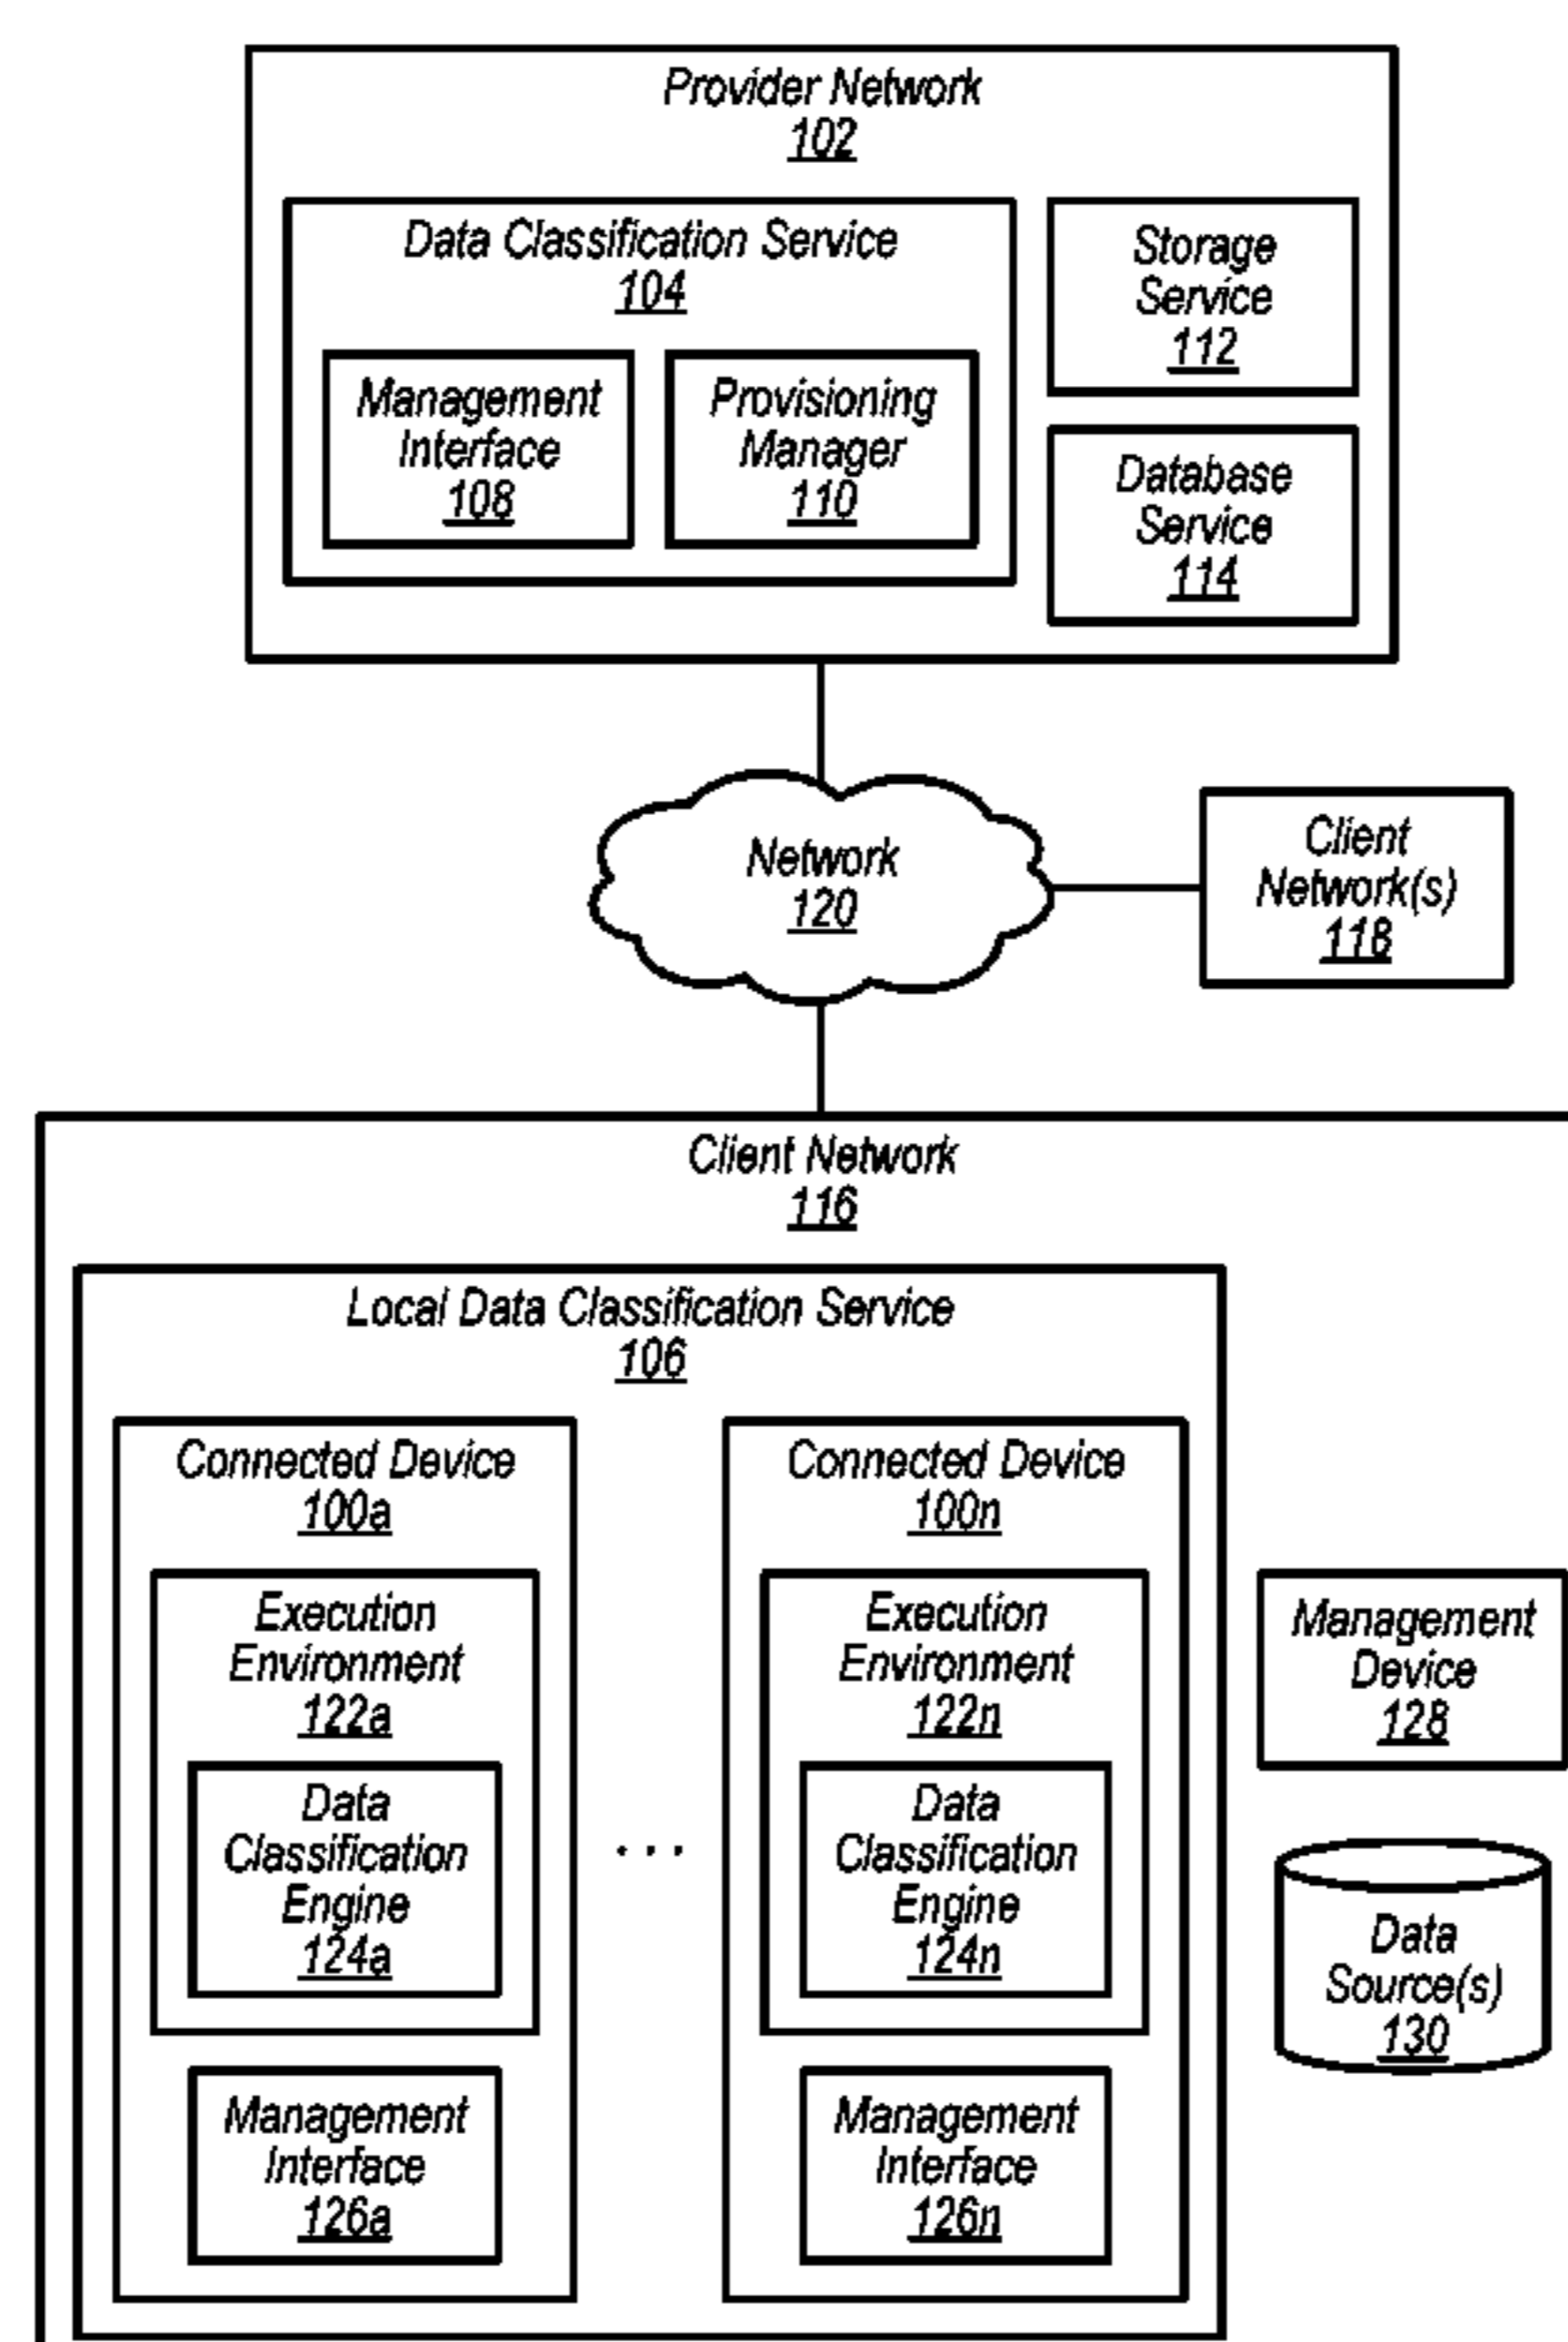 Provider Network
102
Data Classification Service
104
Management
Interface
108
Provisioning
Manager
110
Storage
Service
112
Database
Service
114
Network
120
Client
Network(s)
118
Client Network
116
Local Data Classification Service
106
Connected Device
100a
Execution
Environment
122a
Data
Classification
Engine
124a
Management
Interface
126a
. . .
Connected Device
100n
Execution
Environment
122n
Data
Classification
Engine
124n
Management
Interface
126n
Management
Device
128
Data
Source(s)
130